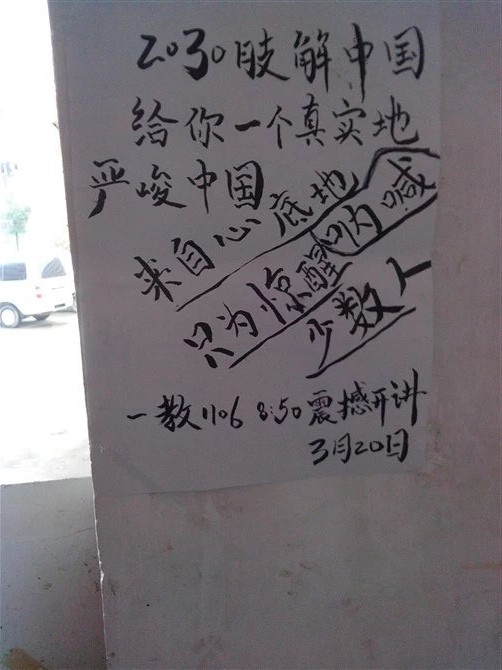 2030肢解中国
给你一个真实地
严峻中国
来自心底地呐喊
只为惊醒少数人
一教1106 8:50震撼开讲
3月20日